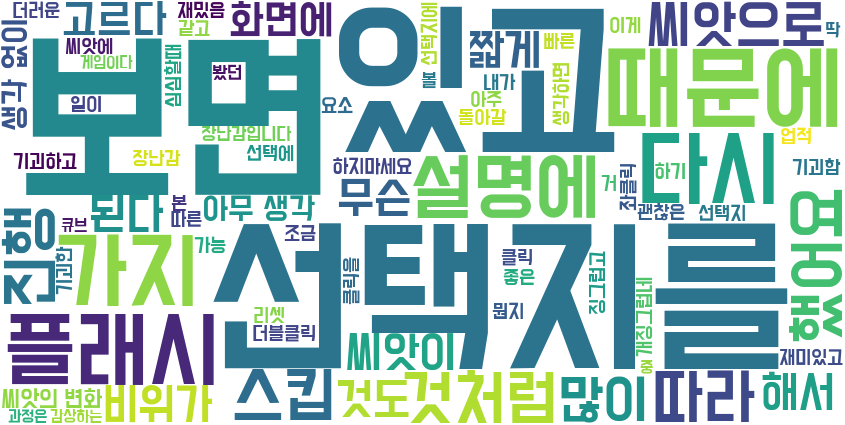 더러운
고르다
재밌음
화면에
같고
있고
선택지에
짧게
빠른
이게
씨앗으로
딱
생각 없이
씨앗에
게임이다
보면
심심할때
봤던
볼
내가
아주
생각하면
때문에
일이
요소
돌아갈
업적
장난감입니다
기괴하고
장난감
선택에
하지마세요
설명에
하기
다시
기괴함
무슨
거
좌클릭
괜찮은
선택지
된다
본
따른
아무 생각
진행
큐브
가지
기괴한
가능
조금
선택지를
클릭
좋은
클릭을
징그럽고
개징그럽네
요했
플래시
리셋
더블클릭
뭔지
씨앗이
재미있고
씨앗의 변화
과정은
감상하는
비위가
스킵
것도
것처럼
많이
따라
해서